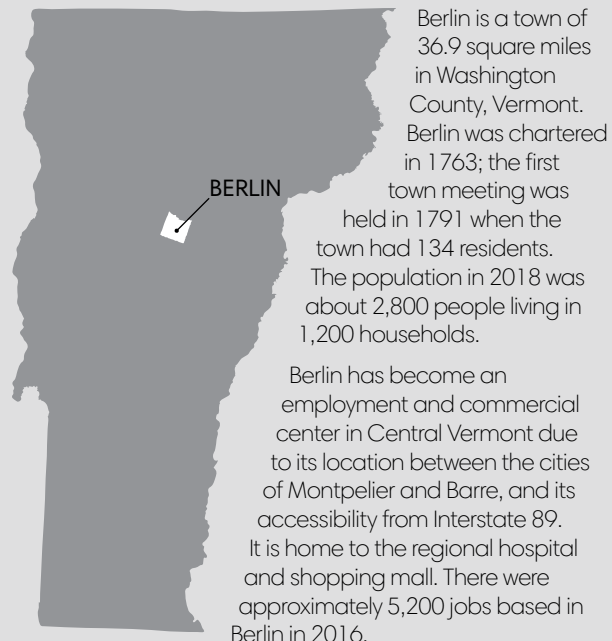 Berlin is a town of
36.9 square miles
in Washington
County, Vermont.
Berlin was chartered
in 1763; the first
town meeting was
held in 1791 when the
town had 134 residents.
The population in 2018 was
about 2,800 people living in
1,200 households.
BERLIN
Berlin has become an
employment and commercial
center in Central Vermont due
to its location between the cities
of Montpelier and Barre, and its
accessibility from Interstate 89.
It is home to the regional hospital
and shopping mall. There were
approximately 5,200 jobs based in
Berlin in 2016.